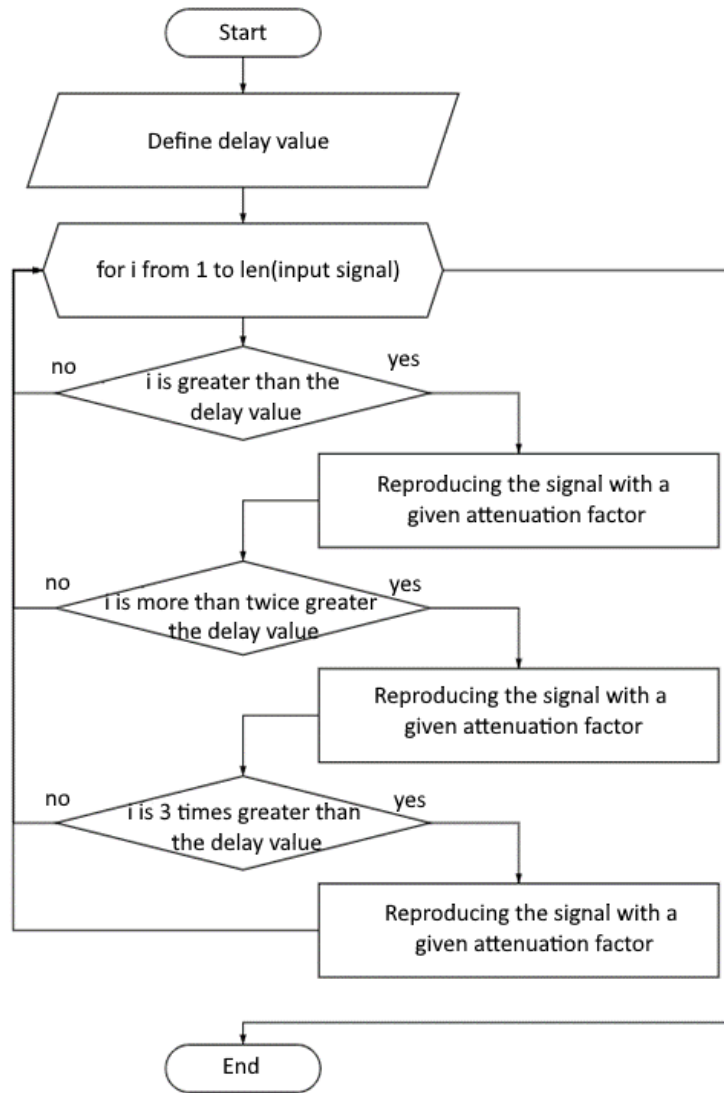 Start
Define delay value
for i from 1 to len(input signal)
no
yes
i is greater than the
delay value
Reproducing the signal with a
given attenuation factor
no
yes
i is more than twice greater
the delay value
Reproducing the signal with a
given attenuation factor
no
yes
i is 3 times greater than
the delay value
Reproducing the signal with a
given attenuation factor
End